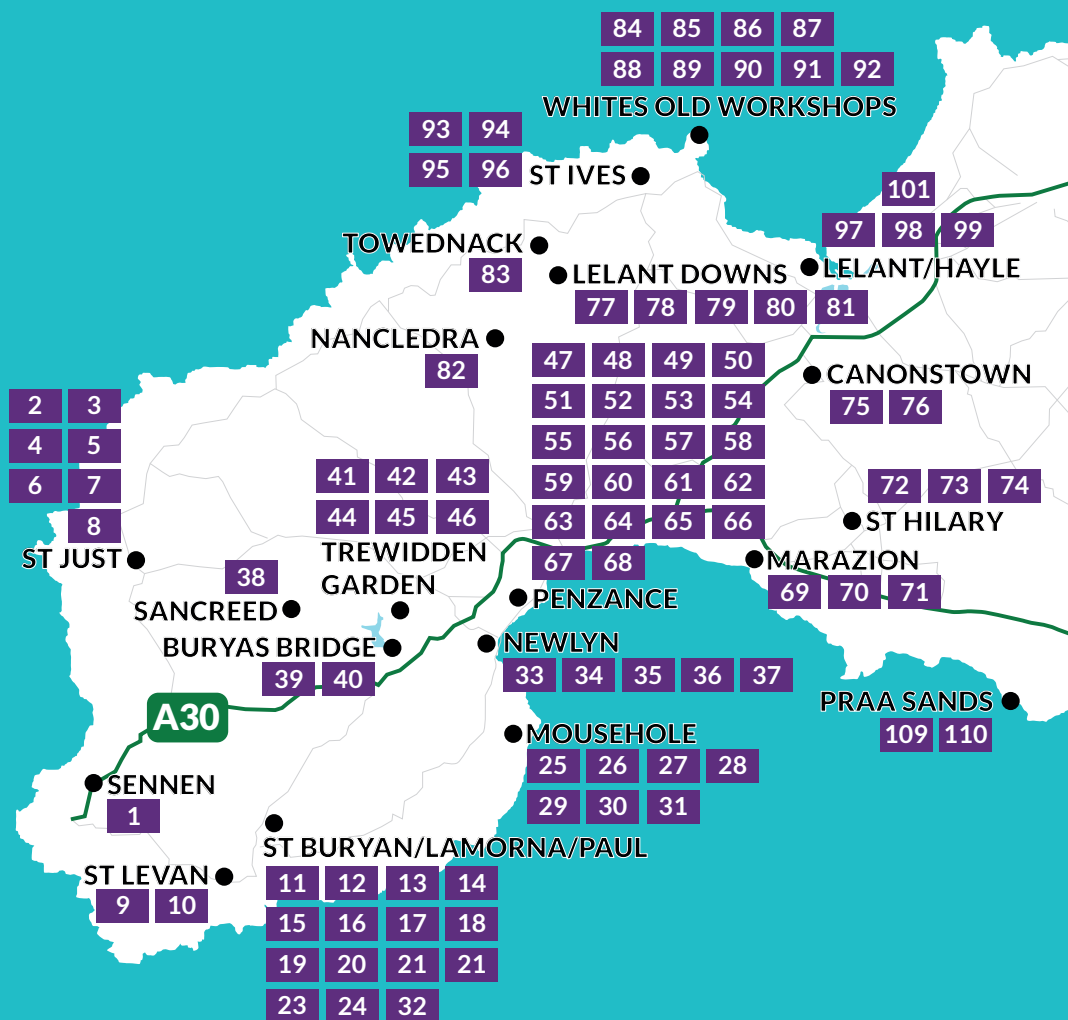 84 85 86 87
88 89 90 91 92
WHITES OLD WORKSHOPS
93 94
95 96
ST IVES
101
97 98 99
LELANT/HAYLE
TOWEDNACK
83
LELANT DOWNS
77 78 79 80 81
NANCLEDRA
82
47 48 49 50
51 52 53 54
55 56 57 58
59 60 61 62
63 64 65 66
67 68
PENZANCE
CANONSTOWN
75 76
2 3
4 5
6 7
8
ST JUST
41 42 43
44 45 46
TREWIDDEN
GARDEN
72 73 74
ST HILARY
MARAZION
69 70 71
38
SANCREED
BURYAS BRIDGE
39 40
NEWLYN
33 34 35 36 37
A30
PRAA SANDS
109 110
MOUSEHOLE
25 26 27 28
29 30 31
SENNEN
1
ST BURYAN/LAMORNA/PAUL
11 12 13 14
15 16 17 18
19 20 21 21
23 24 32
ST LEVAN
9 10